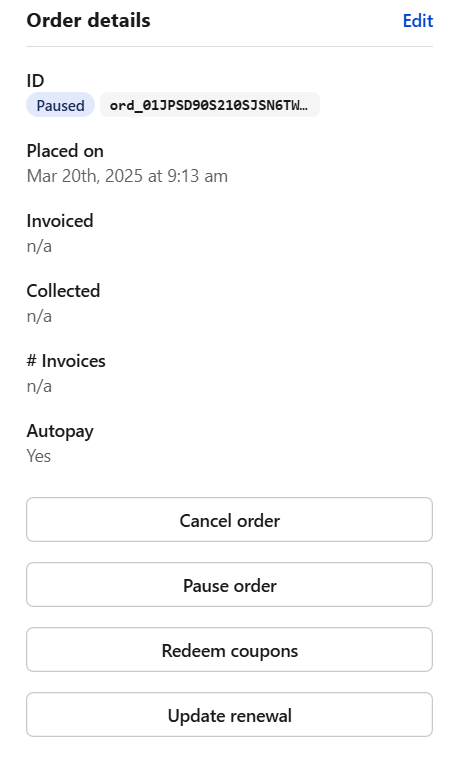 Order details Edit
ID
Paused ord_01JPSD90S210SJSN6TW…
Placed on
Mar 20th, 2025 at 9:13 am
Invoiced
n/a
Collected
n/a
# Invoices
n/a
Autopay
Yes
Cancel order
Pause order
Redeem coupons
Update renewal